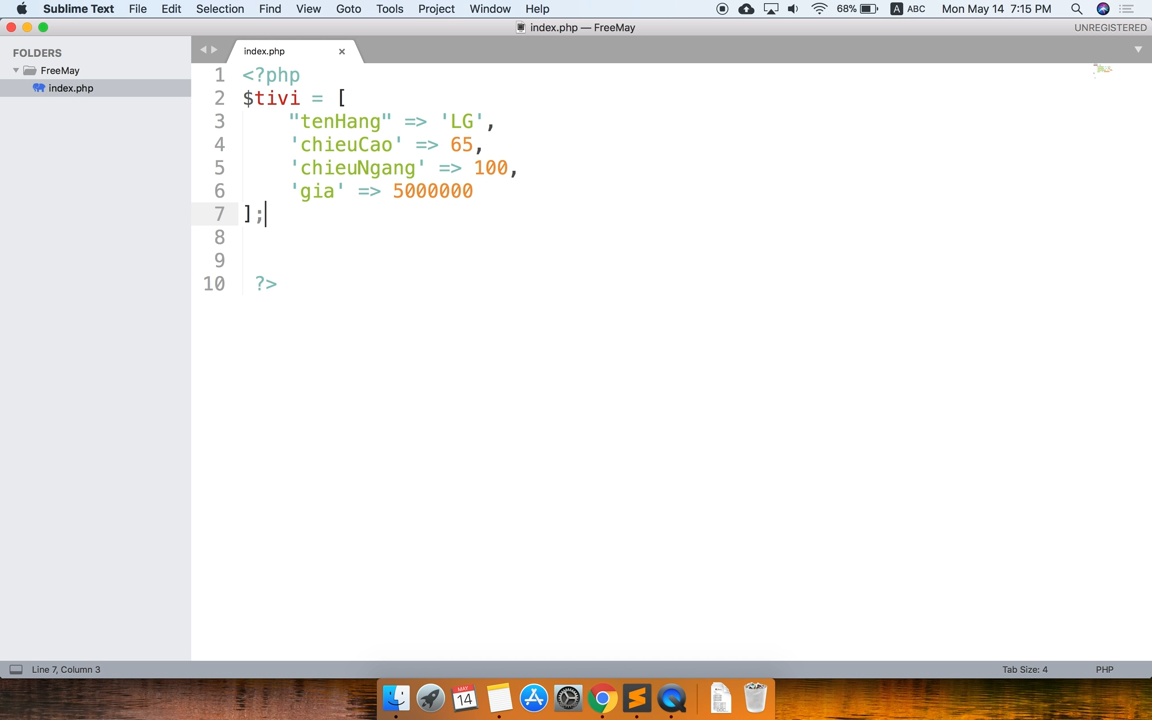 Sublime Text File Edit Selection Find View Goto Tools Project Window Help 68% A ABC Mon May 14 7:15 PM
index.php — FreeMay UNREGISTERED
FOLDERS
FreeMay
index.php
index.php
1 <?php
2 $tivi = [
3 "tenHang" => 'LG',
4 'chieuCao' => 65,
5 'chieuNgang' => 100,
6 'gia' => 5000000
7 ];
8
9
10 ?>
Line 7, Column 3 Tab Size: 4 PHP
MAY
14